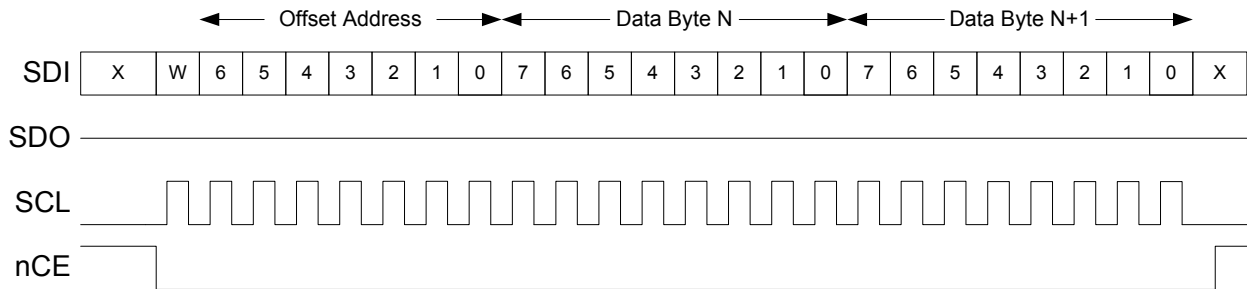 Offset Address Data Byte N Data Byte N+1
SDI X W 6 5 4 3 2 1 0 7 6 5 4 3 2 1 0 7 6 5 4 3 2 1 0 X
SDO
SCL
nCE